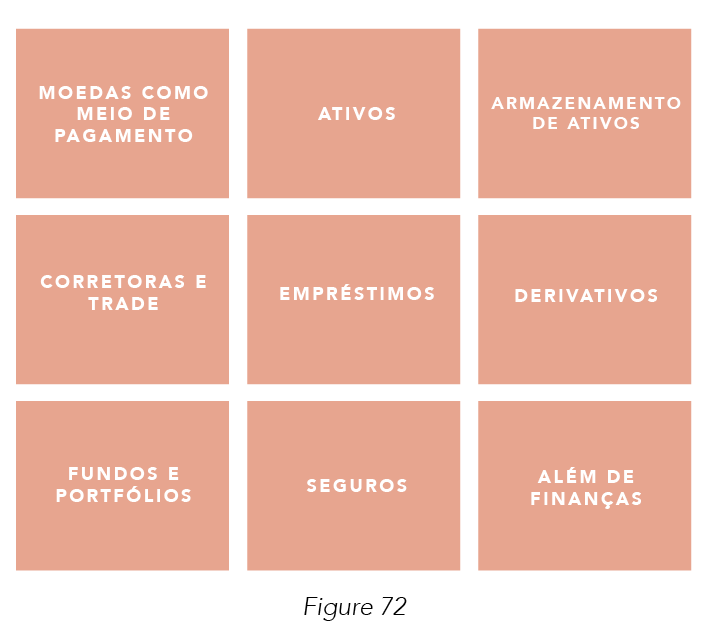 MOEDAS COMO
MEIO DE
PAGAMENTO
ATIVOS
ARMAZENAMENTO
DE ATIVOS
CORRETORAS E
TRADE
EMPRÉSTIMOS
DERIVATIVOS
FUNDOS E
PORTFÓLIOS
SEGUROS
ALÉM DE
FINANÇAS
Figure 72